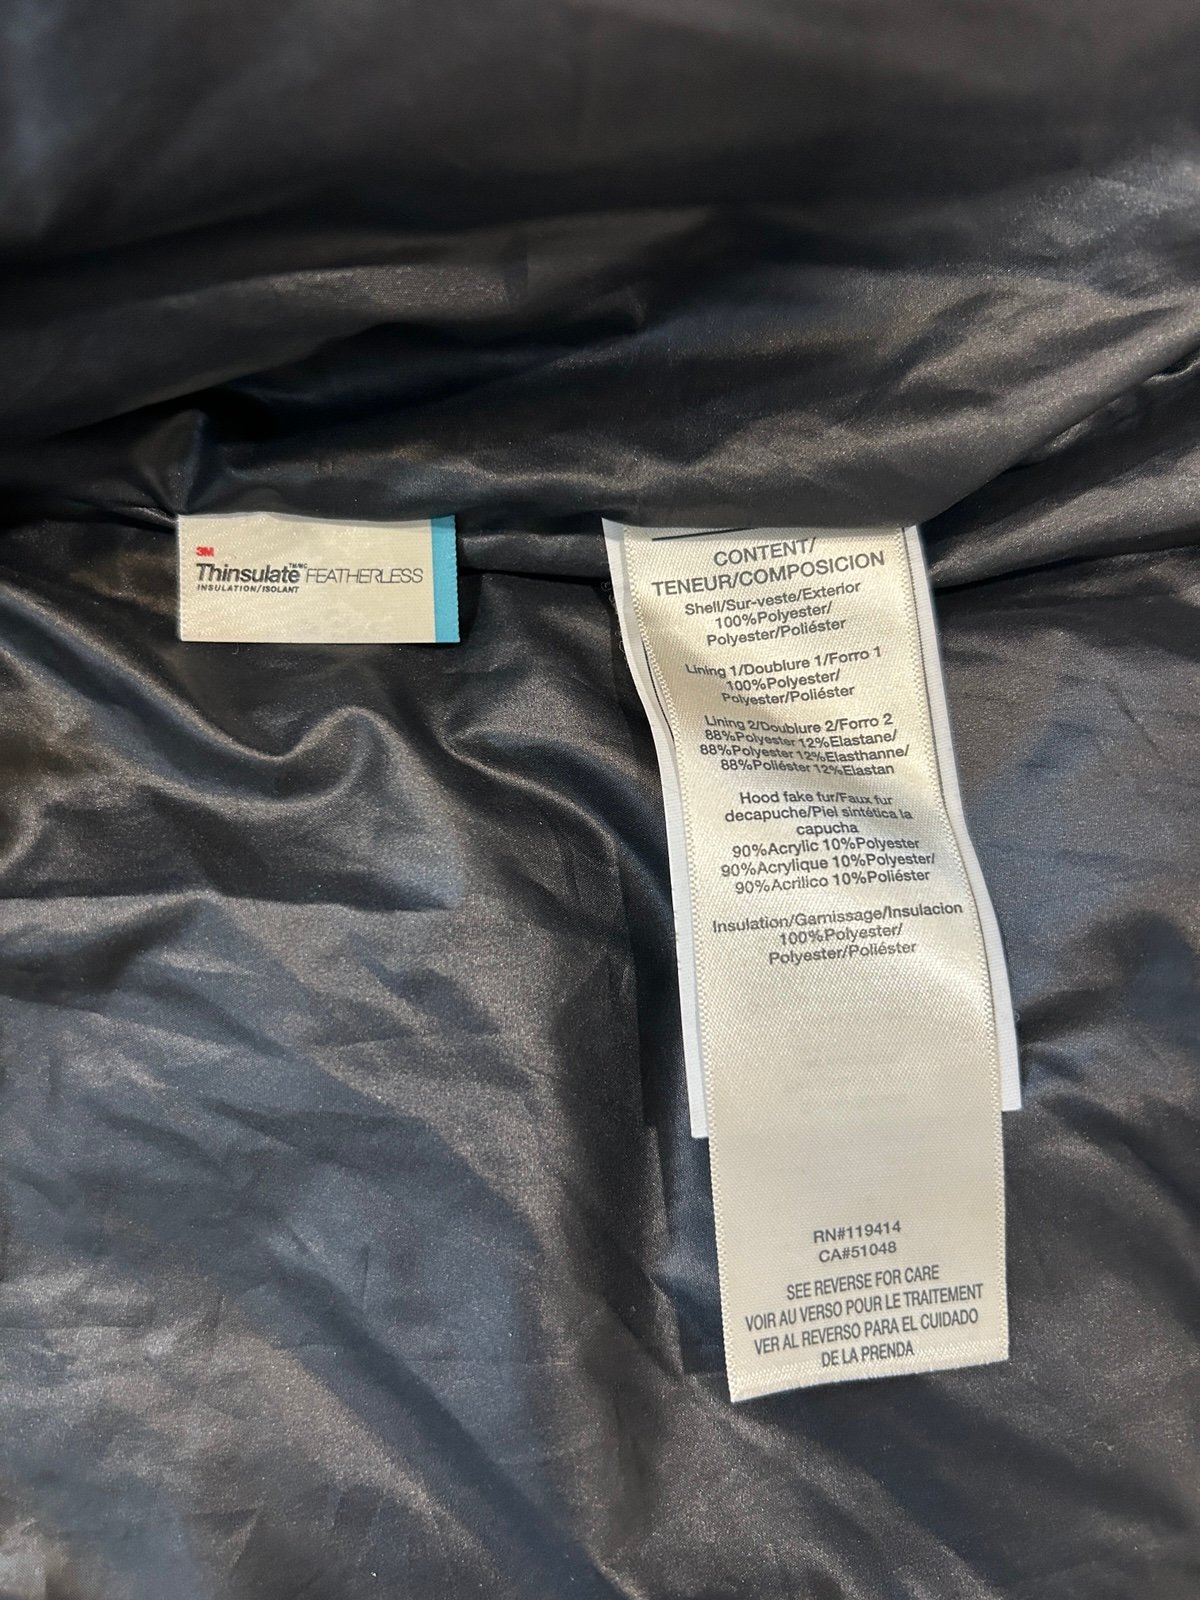 3M
Thinsulate™/MC FEATHERLESS
INSULATION/ISOLANT
CONTENT/
TENEUR/COMPOSICION
Shell/Sur-veste/Exterior
100%Polyester/
Polyester/Poliéster
Lining 1/Doublure 1/Forro 1
100%Polyester/
Polyester/Poliéster
Lining 2/Doublure 2/Forro 2
88%Polyester 12%Elastane/
88%Polyester 12%Elasthanne/
88%Poliéster 12%Elastan
Hood fake fur/Faux fur
decapuche/Piel sintética la
capucha
90%Acrylic 10%Polyester
90%Acrylique 10%Polyester/
90%Acrilico 10%Poliéster
Insulation/Garnissage/Insulacion
100%Polyester/
Polyester/Poliéster
RN#119414
CA#51048
SEE REVERSE FOR CARE
VOIR AU VERSO POUR LE TRAITEMENT
VER AL REVERSO PARA EL CUIDADO
DE LA PRENDA